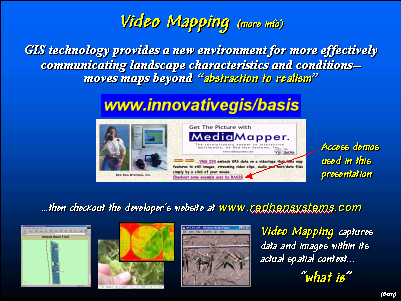 Video Mapping (more info)
GIS technology provides a new environment for more effectively
communicating landscape characteristics and conditions—
moves maps beyond “abstraction to realism”
www.innovativegis/basis
Get The Picture with
MediaMapper.
Access demos
used in this
presentation
...then checkout the developer's website at www.redhensystems.com
Video Mapping captures
data and images within its
actual spatial context...
“what is”
(Berry)